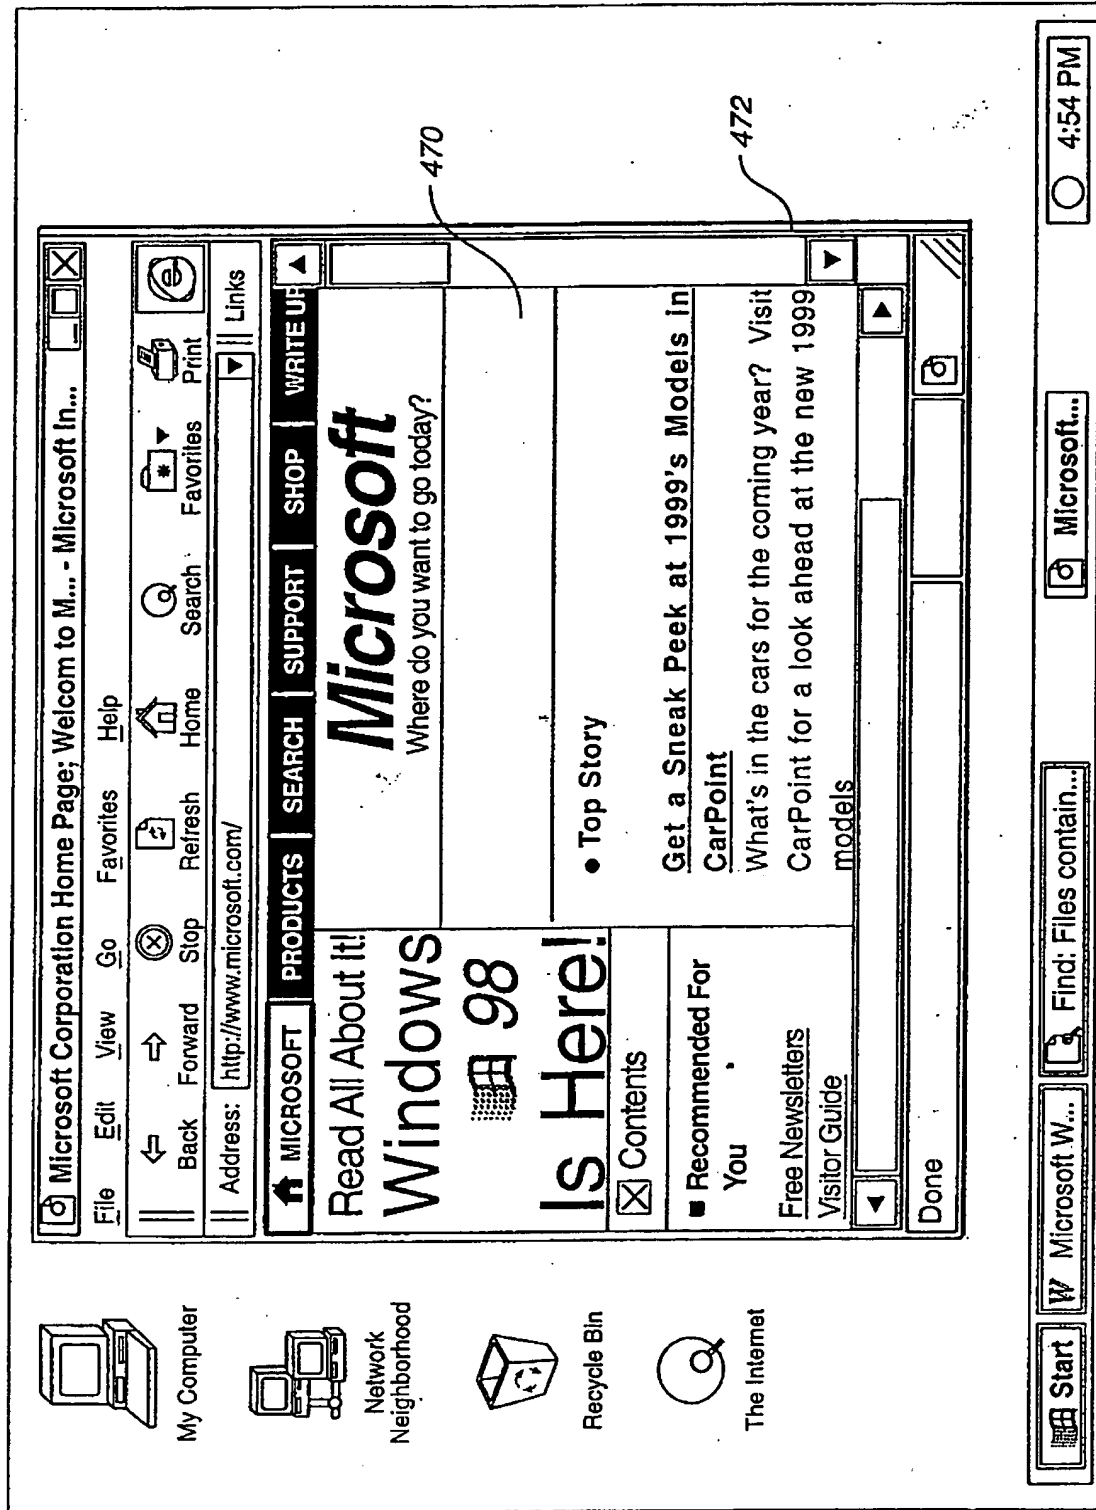 My Computer
Network
Neighborhood
Recycle Bin
The Internet
Microsoft Corporation Home Page; Welcom to M... - Microsoft In...
File Edit View Go Favorites Help
Back Forward Stop Refresh Home Search Favorites Print
Address: http://www.microsoft.com/ Links
MICROSOFT PRODUCTS SEARCH SUPPORT SHOP WRITE UP
Read All About It!
Windows
98
Is Here!
Contents
Recommended For
You
Free Newsletters
Visitor Guide
Microsoft
Where do you want to go today?
• Top Story
Get a Sneak Peek at 1999's Models in
CarPoint
What's in the cars for the coming year? Visit
CarPoint for a look ahead at the new 1999
models
Done
470
472
Start W Microsoft W... Find: Files contain... Microsoft... 4:54 PM